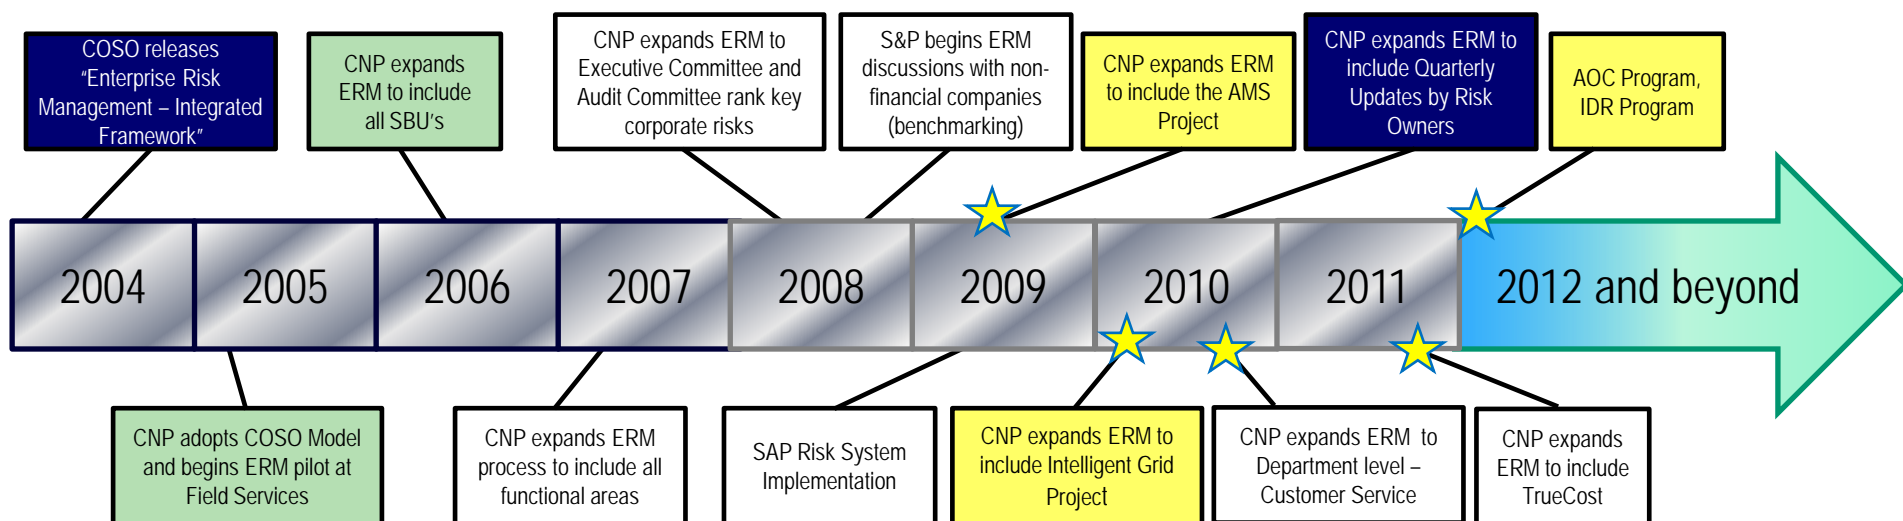 COSO releases
“Enterprise Risk
Management – Integrated
Framework”
CNP expands
ERM to include
all SBU's
CNP expands ERM to
Executive Committee and
Audit Committee rank key
corporate risks
S&P begins ERM
discussions with non-
financial companies
(benchmarking)
CNP expands ERM
to include the AMS
Project
CNP expands ERM to
include Quarterly
Updates by Risk
Owners
AOC Program,
IDR Program
2004
2005
2006
2007
2008
2009
2010
2011
2012 and beyond
CNP adopts COSO Model
and begins ERM pilot at
Field Services
CNP expands ERM
process to include all
functional areas
SAP Risk System
Implementation
CNP expands ERM to
include Intelligent Grid
Project
CNP expands ERM to
Department level –
Customer Service
CNP expands
ERM to include
TrueCost